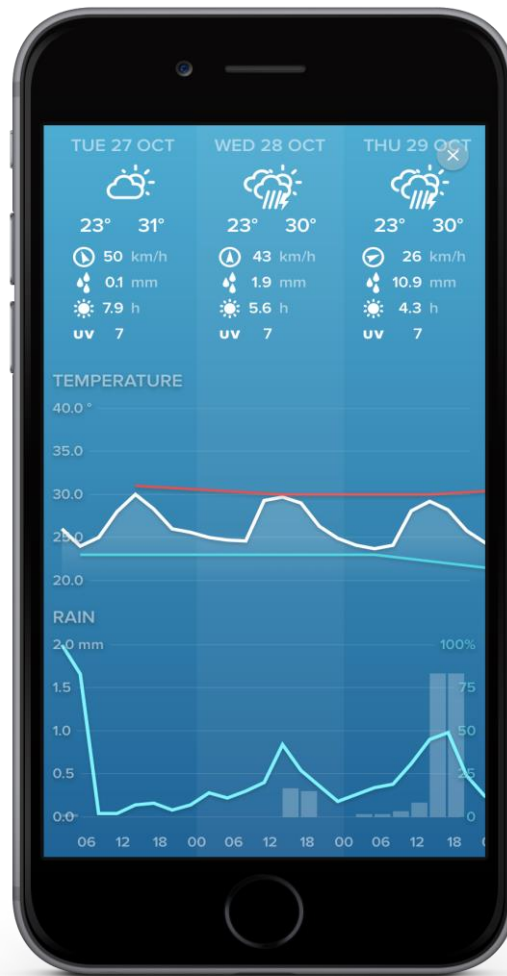 TUE 27 OCT WED 28 OCT THU 29 OCT
23° 31° 23° 30° 23° 30°
50 km/h 43 km/h 26 km/h
0.1 mm 1.9 mm 10.9 mm
7.9 h 5.6 h 4.3 h
UV 7 UV 7 UV 7
TEMPERATURE
40.0 °
35.0
30.0
25.0
20.0
RAIN
2.0 mm 100%
1.5 75
1.0 50
0.5 25
0.0 0
06 12 18 00 06 12 18 00 06 12 18